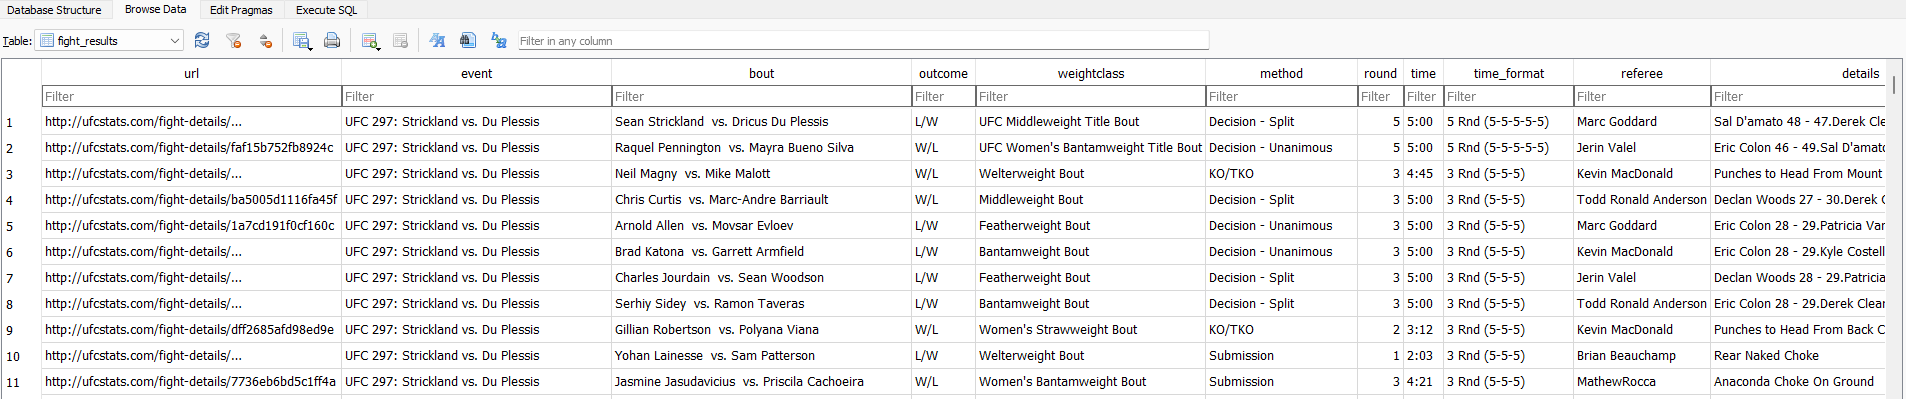 Database Structure Browse Data Edit Pragmas Execute SQL
Table: fight_results Filter in any column
url event bout outcome weightclass method round time time_format referee details
Filter Filter Filter Filter Filter Filter Filter Filter Filter Filter Filter
1 http://ufcstats.com/fight-details/... UFC 297: Strickland vs. Du Plessis Sean Strickland vs. Dricus Du Plessis L/W UFC Middleweight Title Bout Decision - Split 5 5:00 5 Rnd (5-5-5-5-5) Marc Goddard Sal D'amato 48 - 47.Derek Cle
2 http://ufcstats.com/fight-details/faf15b752fb8924c UFC 297: Strickland vs. Du Plessis Raquel Pennington vs. Mayra Bueno Silva W/L UFC Women's Bantamweight Title Bout Decision - Unanimous 5 5:00 5 Rnd (5-5-5-5-5) Jerin Valel Eric Colon 46 - 49.Sal D'amato
3 http://ufcstats.com/fight-details/... UFC 297: Strickland vs. Du Plessis Neil Magny vs. Mike Malott W/L Welterweight Bout KO/TKO 3 4:45 3 Rnd (5-5-5) Kevin MacDonald Punches to Head From Mount
4 http://ufcstats.com/fight-details/ba5005d1116fa45f UFC 297: Strickland vs. Du Plessis Chris Curtis vs. Marc-Andre Barriault W/L Middleweight Bout Decision - Split 3 5:00 3 Rnd (5-5-5) Todd Ronald Anderson Declan Woods 27 - 30.Derek C
5 http://ufcstats.com/fight-details/1a7cd191f0cf160c UFC 297: Strickland vs. Du Plessis Arnold Allen vs. Movsar Evloev L/W Featherweight Bout Decision - Unanimous 3 5:00 3 Rnd (5-5-5) Marc Goddard Eric Colon 28 - 29.Patricia Var
6 http://ufcstats.com/fight-details/... UFC 297: Strickland vs. Du Plessis Brad Katona vs. Garrett Armfield L/W Bantamweight Bout Decision - Unanimous 3 5:00 3 Rnd (5-5-5) Kevin MacDonald Eric Colon 28 - 29.Kyle Costell
7 http://ufcstats.com/fight-details/... UFC 297: Strickland vs. Du Plessis Charles Jourdain vs. Sean Woodson L/W Featherweight Bout Decision - Split 3 5:00 3 Rnd (5-5-5) Jerin Valel Declan Woods 28 - 29.Patricia
8 http://ufcstats.com/fight-details/... UFC 297: Strickland vs. Du Plessis Serhiy Sidey vs. Ramon Taveras L/W Bantamweight Bout Decision - Split 3 5:00 3 Rnd (5-5-5) Todd Ronald Anderson Eric Colon 28 - 29.Derek Clear
9 http://ufcstats.com/fight-details/dff2685afd98ed9e UFC 297: Strickland vs. Du Plessis Gillian Robertson vs. Polyana Viana W/L Women's Strawweight Bout KO/TKO 2 3:12 3 Rnd (5-5-5) Kevin MacDonald Punches to Head From Back C
10 http://ufcstats.com/fight-details/... UFC 297: Strickland vs. Du Plessis Yohan Lainesse vs. Sam Patterson L/W Welterweight Bout Submission 1 2:03 3 Rnd (5-5-5) Brian Beauchamp Rear Naked Choke
11 http://ufcstats.com/fight-details/7736eb6bd5c1ff4a UFC 297: Strickland vs. Du Plessis Jasmine Jasudavicius vs. Priscila Cachoeira W/L Women's Bantamweight Bout Submission 3 4:21 3 Rnd (5-5-5) MathewRocca Anaconda Choke On Ground